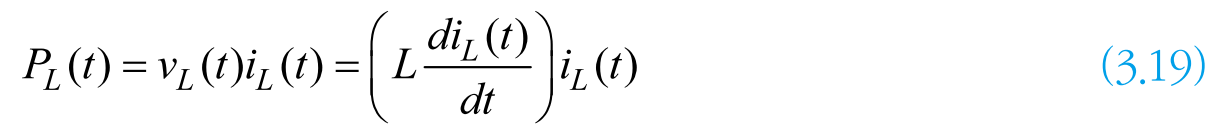 P_L(t) = v_L(t)i_L(t) = (L di_L(t)/dt) i_L(t) (3.19)